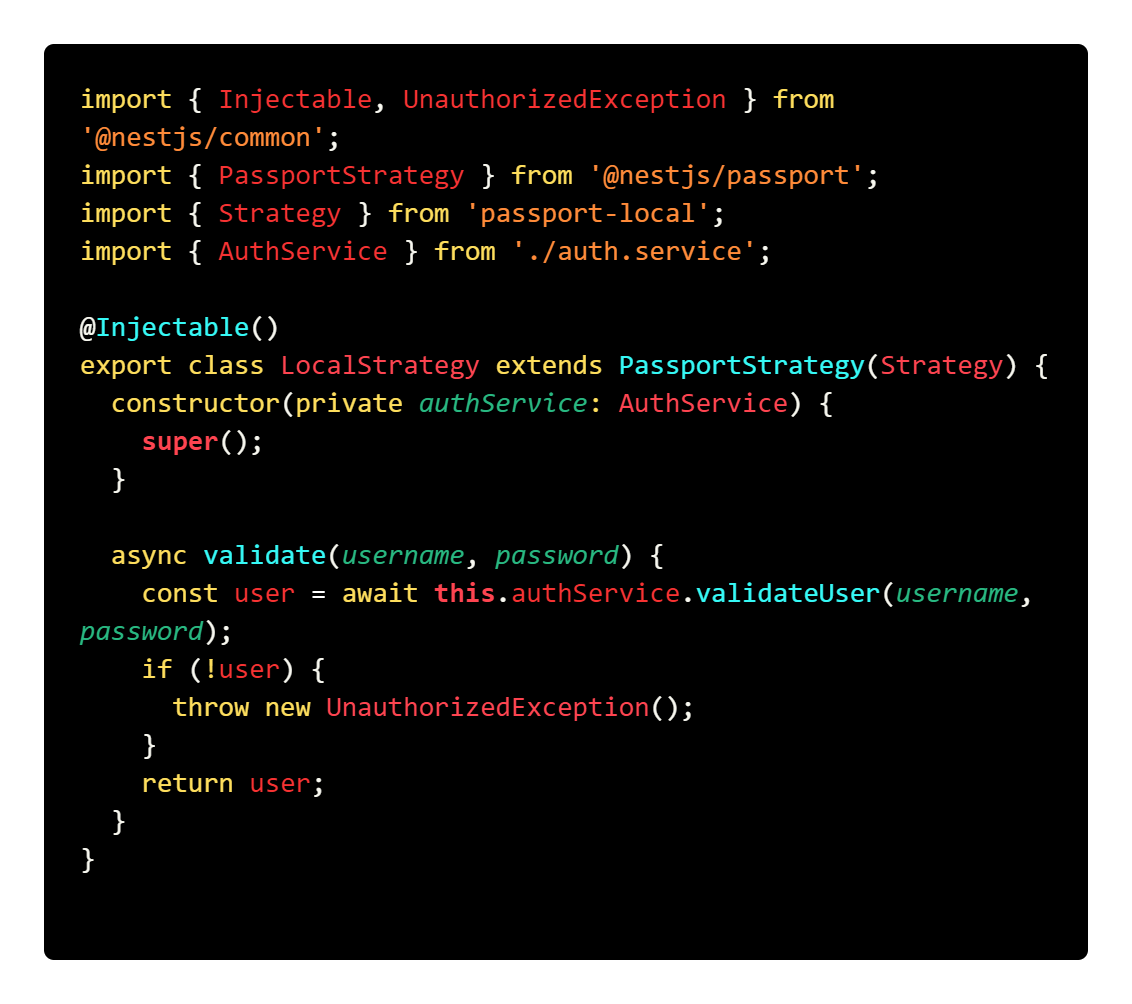 import { Injectable, UnauthorizedException } from
'@nestjs/common';
import { PassportStrategy } from '@nestjs/passport';
import { Strategy } from 'passport-local';
import { AuthService } from './auth.service';

@Injectable()
export class LocalStrategy extends PassportStrategy(Strategy) {
  constructor(private authService: AuthService) {
    super();
  }

  async validate(username, password) {
    const user = await this.authService.validateUser(username,
password);
    if (!user) {
      throw new UnauthorizedException();
    }
    return user;
  }
}